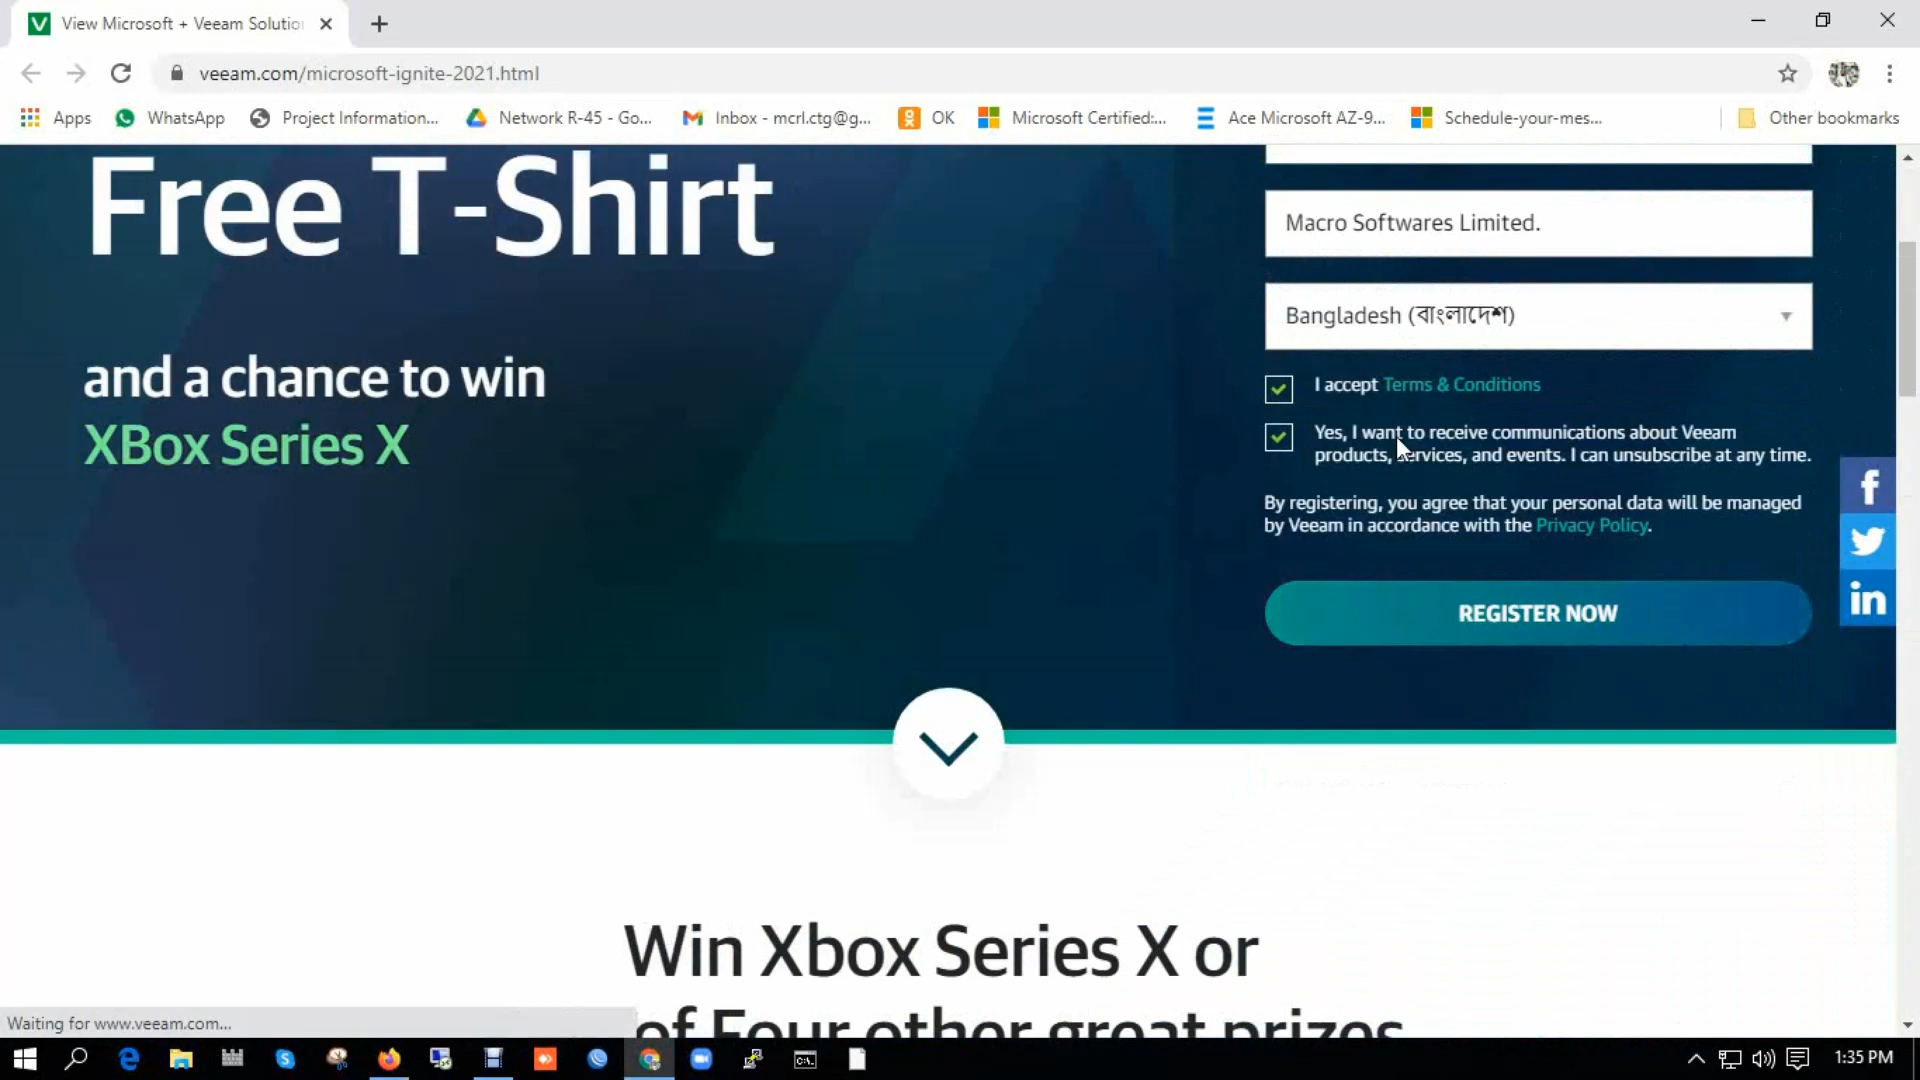 View Microsoft + Veeam Solutio
veeam.com/microsoft-ignite-2021.html
Apps WhatsApp Project Information... Network R-45 - Go... Inbox - mcrl.ctg@g... OK Microsoft Certified:... Ace Microsoft AZ-9... Schedule-your-mes... Other bookmarks
Free T-Shirt
and a chance to win
XBox Series X
Macro Softwares Limited.
Bangladesh (বাংলাদেশ)
I accept Terms & Conditions
Yes, I want to receive communications about Veeam
products, services, and events. I can unsubscribe at any time.
By registering, you agree that your personal data will be managed
by Veeam in accordance with the Privacy Policy.
REGISTER NOW
Win Xbox Series X or
of Four other great prizes
Waiting for www.veeam.com...
1:35 PM